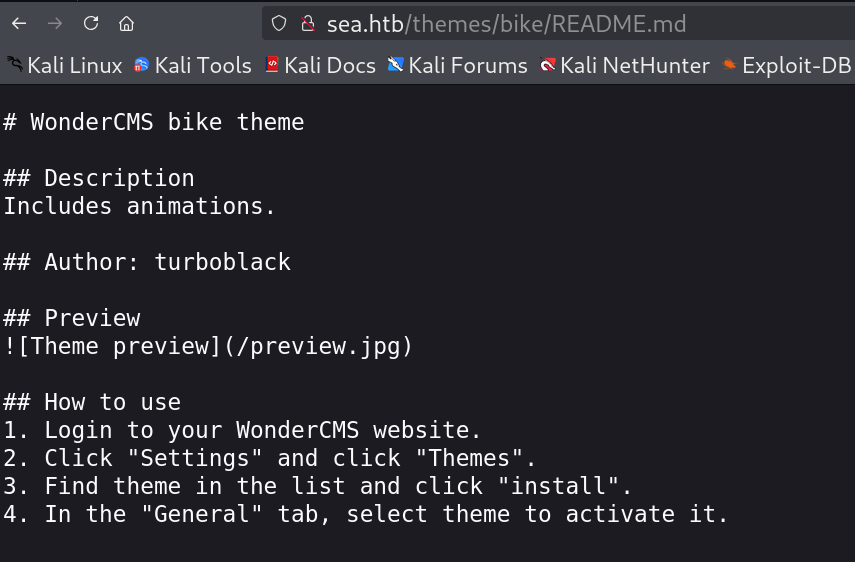 sea.htb/themes/bike/README.md
Kali Linux Kali Tools Kali Docs Kali Forums Kali NetHunter Exploit-DB
# WonderCMS bike theme
## Description
Includes animations.
## Author: turboblack
## Preview
![Theme preview](/preview.jpg)
## How to use
1. Login to your WonderCMS website.
2. Click "Settings" and click "Themes".
3. Find theme in the list and click "install".
4. In the "General" tab, select theme to activate it.